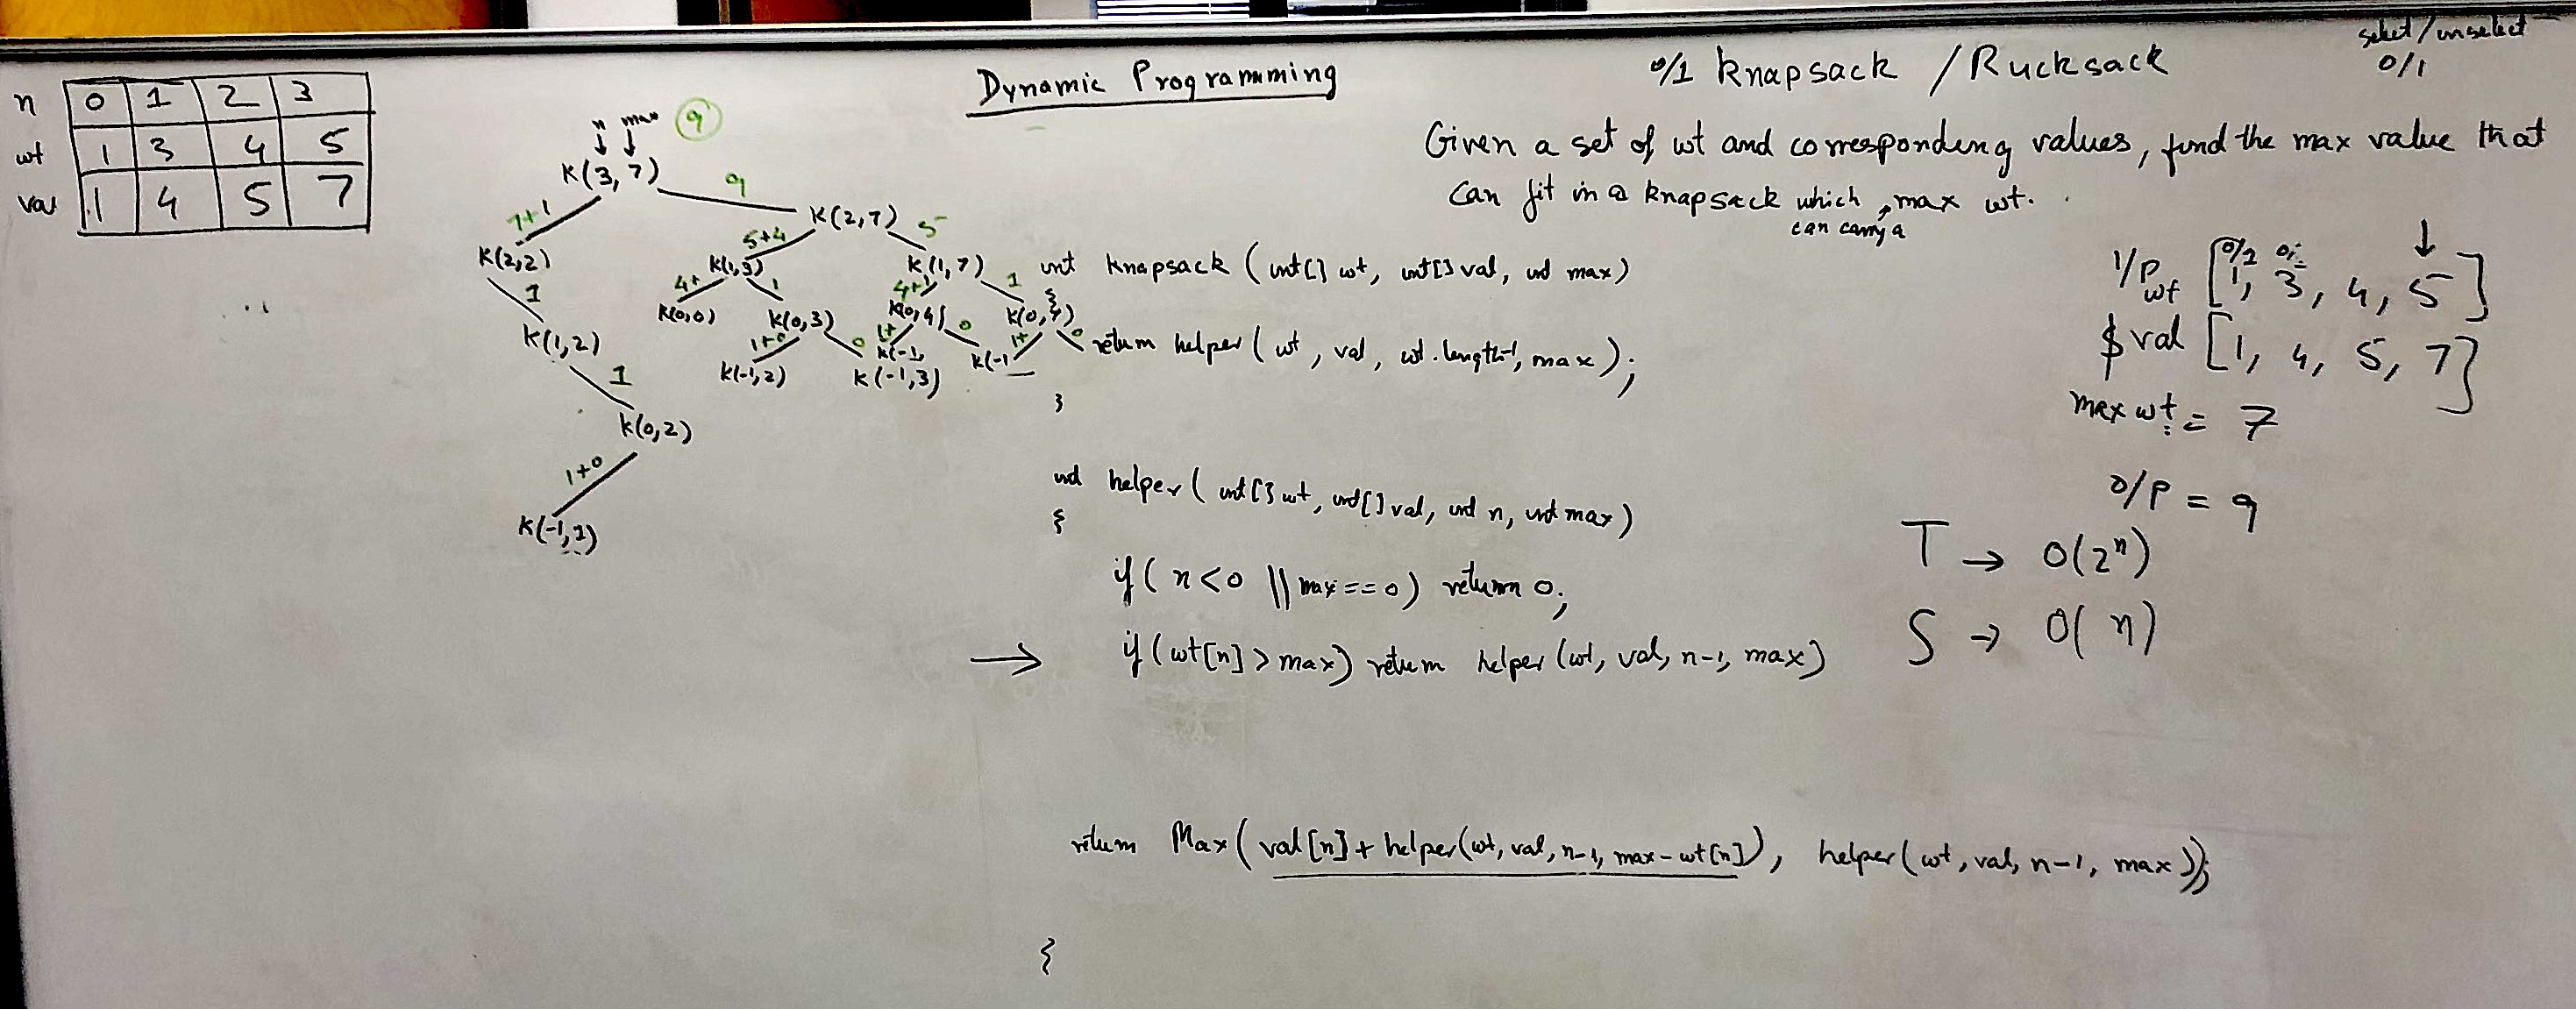 Dynamic Programming
0/1 knapsack / Rucksack
select/unselect
0/1
n 0 1 2 3
wt 1 3 4 5
val 1 4 5 7
n max 9
K(3,7)
7+1 9
K(2,2) K(2,7)
1 5+4 5
K(1,3) K(1,7)
4+ 1 4+1 1
K(1,2) K(0,0) K(0,3) K(0,4) K(0,7)
1 1+0 0 1+ 0 1+ 0
K(-1,2) K(-1,3) K(-1, K(-1
K(0,2)
1+0
K(-1,1)
Given a set of wt and corresponding values, find the max value that
can fit in a knapsack which can carry a max wt.
int knapsack (int[] wt, int[] val, int max)
{
return helper( wt, val, wt.length-1, max);
}
int helper( int[] wt, int[] val, int n, int max)
{
if( n<0 || max==0) return 0;
→ if (wt[n] > max) return helper (wt, val, n-1, max)
return Max( val[n] + helper(wt, val, n-1, max-wt[n]), helper( wt, val, n-1, max));
}
I/P wt [1, 3, 4, 5]
0/1
$ val [1, 4, 5, 7]
max wt = 7
O/P = 9
T → O(2ⁿ)
S → O( n)